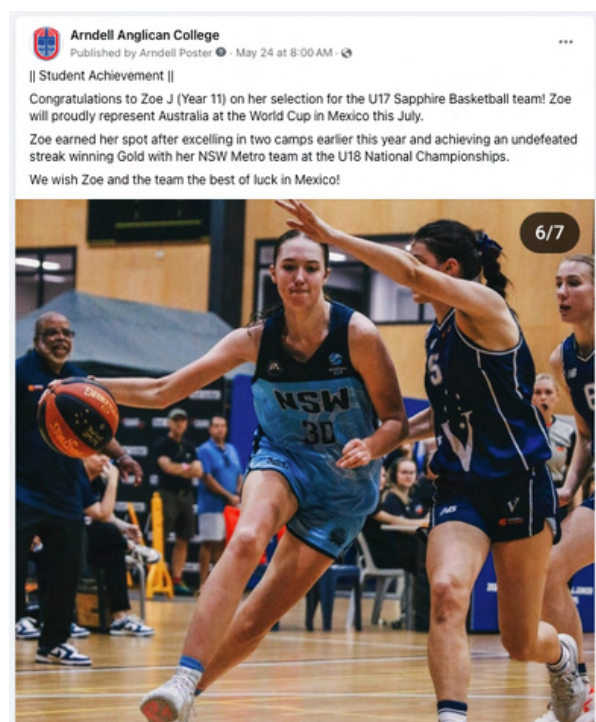 Arndell Anglican College
Published by Arndell Poster · May 24 at 8:00 AM ·
|| Student Achievement ||
Congratulations to Zoe J (Year 11) on her selection for the U17 Sapphire Basketball team! Zoe
will proudly represent Australia at the World Cup in Mexico this July.
Zoe earned her spot after excelling in two camps earlier this year and achieving an undefeated
streak winning Gold with her NSW Metro team at the U18 National Championships.
We wish Zoe and the team the best of luck in Mexico!
6/7
NSW
30
5
V